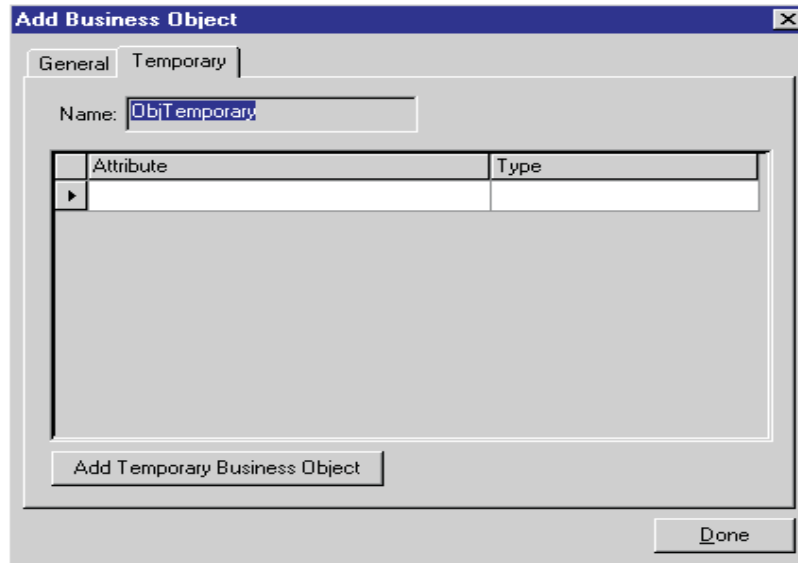 Add Business Object
General Temporary
Name: ObjTemporary
Attribute Type
Add Temporary Business Object
Done